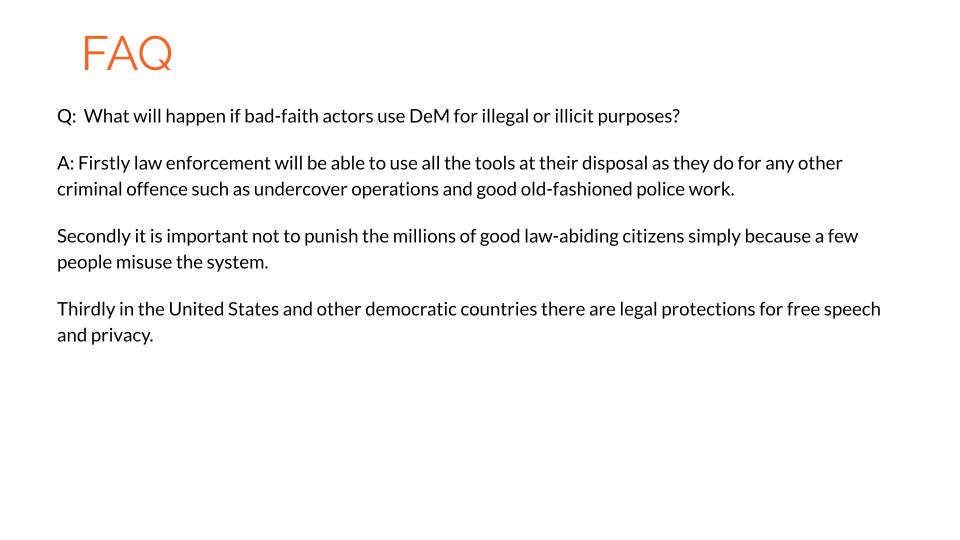 FAQ
Q:  What will happen if bad-faith actors use DeM for illegal or illicit purposes?
A: Firstly law enforcement will be able to use all the tools at their disposal as they do for any other
criminal offence such as undercover operations and good old-fashioned police work.
Secondly it is important not to punish the millions of good law-abiding citizens simply because a few
people misuse the system.
Thirdly in the United States and other democratic countries there are legal protections for free speech
and privacy.